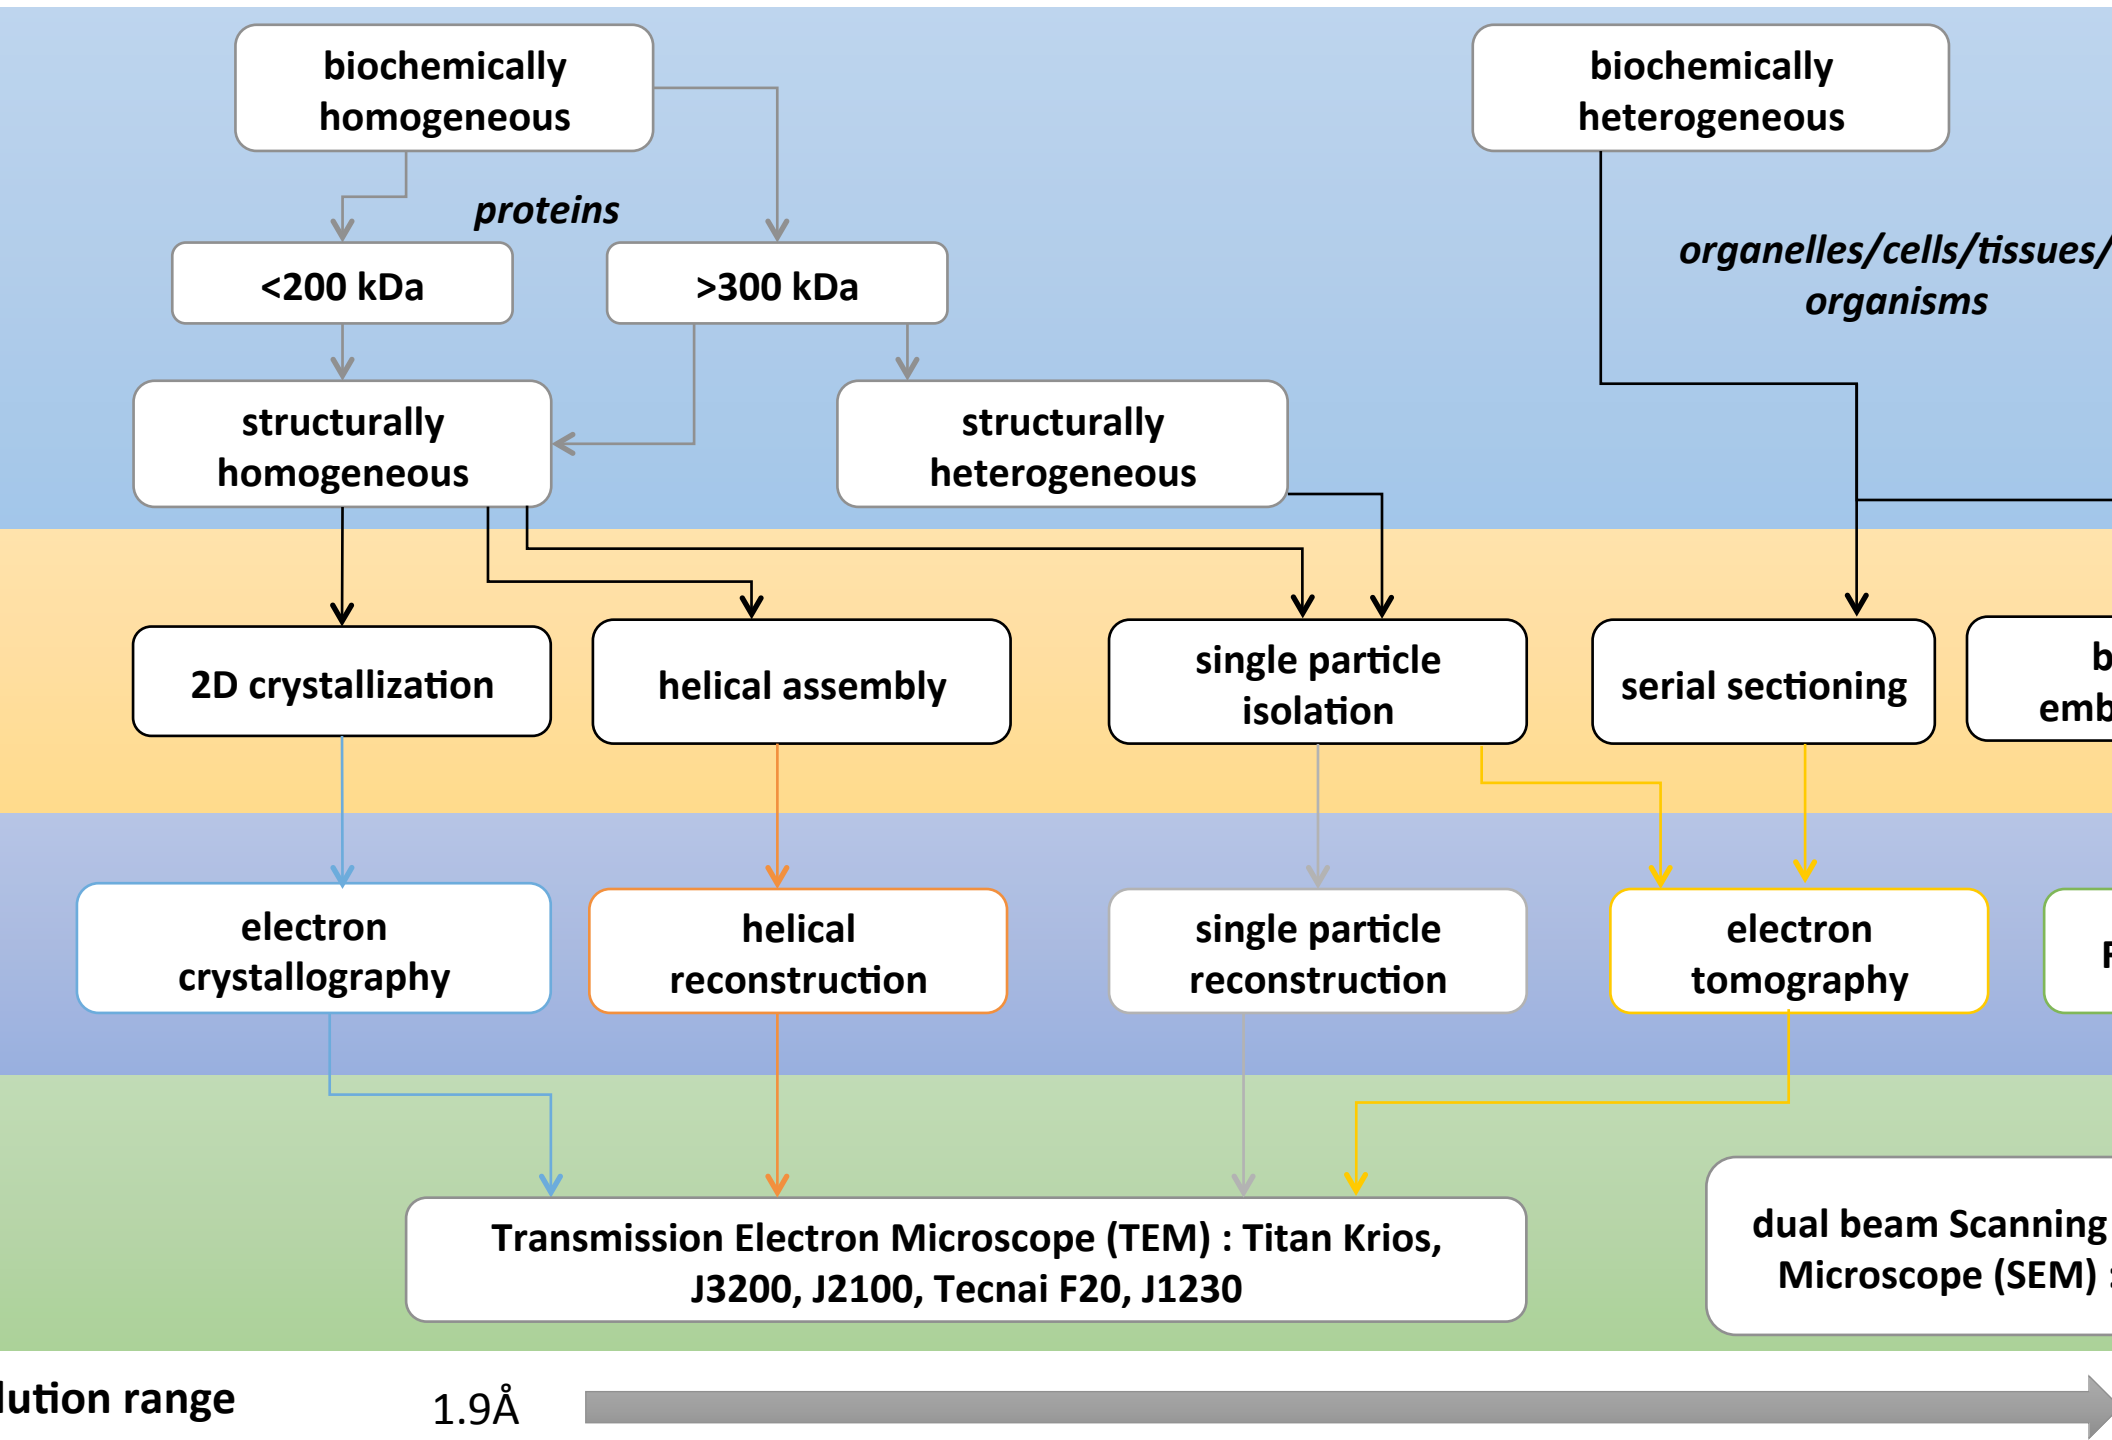 biochemically
homogeneous
biochemically
heterogeneous
proteins
organelles/cells/tissues/
organisms
<200 kDa
>300 kDa
structurally
homogeneous
structurally
heterogeneous
2D crystallization
helical assembly
single particle
isolation
serial sectioning
b
emb
electron
crystallography
helical
reconstruction
single particle
reconstruction
electron
tomography
Transmission Electron Microscope (TEM) : Titan Krios,
J3200, J2100, Tecnai F20, J1230
dual beam Scanning
Microscope (SEM) :
lution range
1.9Å